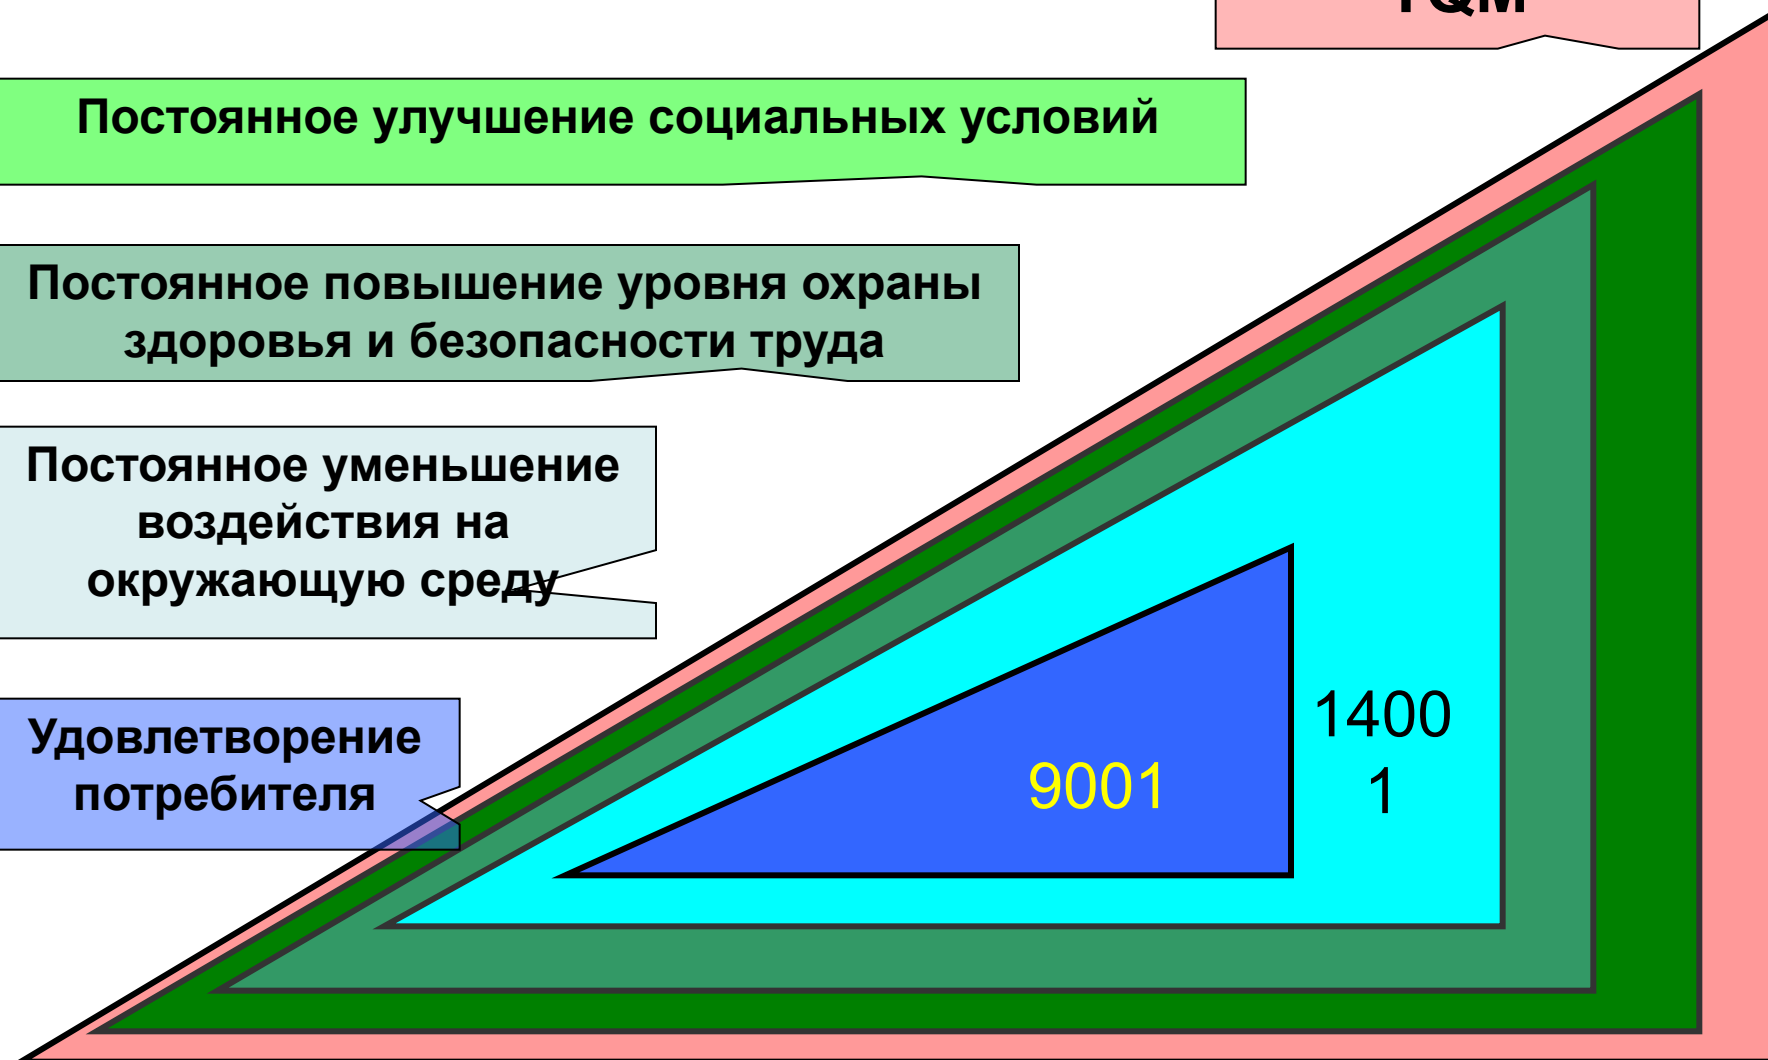 TQM
Постоянное улучшение социальных условий
Постоянное повышение уровня охраны
здоровья и безопасности труда
Постоянное уменьшение
воздействия на
окружающую среду
Удовлетворение
потребителя
1400
1
9001